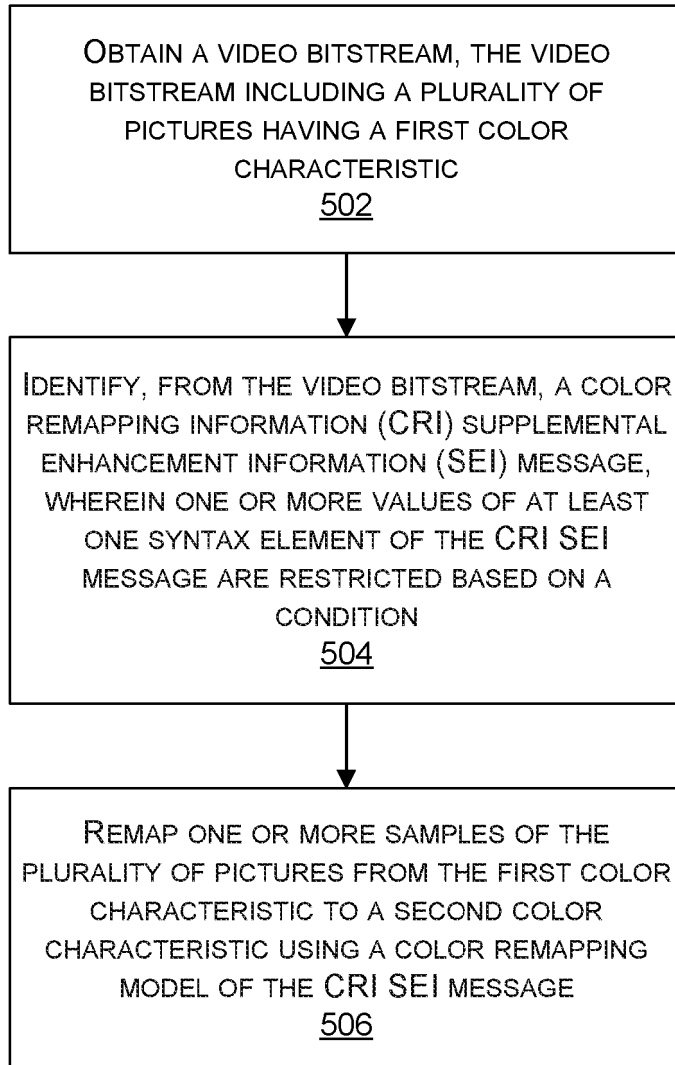 OBTAIN A VIDEO BITSTREAM, THE VIDEO
BITSTREAM INCLUDING A PLURALITY OF
PICTURES HAVING A FIRST COLOR
CHARACTERISTIC
502
IDENTIFY, FROM THE VIDEO BITSTREAM, A COLOR
REMAPPING INFORMATION (CRI) SUPPLEMENTAL
ENHANCEMENT INFORMATION (SEI) MESSAGE,
WHEREIN ONE OR MORE VALUES OF AT LEAST
ONE SYNTAX ELEMENT OF THE CRI SEI
MESSAGE ARE RESTRICTED BASED ON A
CONDITION
504
REMAP ONE OR MORE SAMPLES OF THE
PLURALITY OF PICTURES FROM THE FIRST COLOR
CHARACTERISTIC TO A SECOND COLOR
CHARACTERISTIC USING A COLOR REMAPPING
MODEL OF THE CRI SEI MESSAGE
506